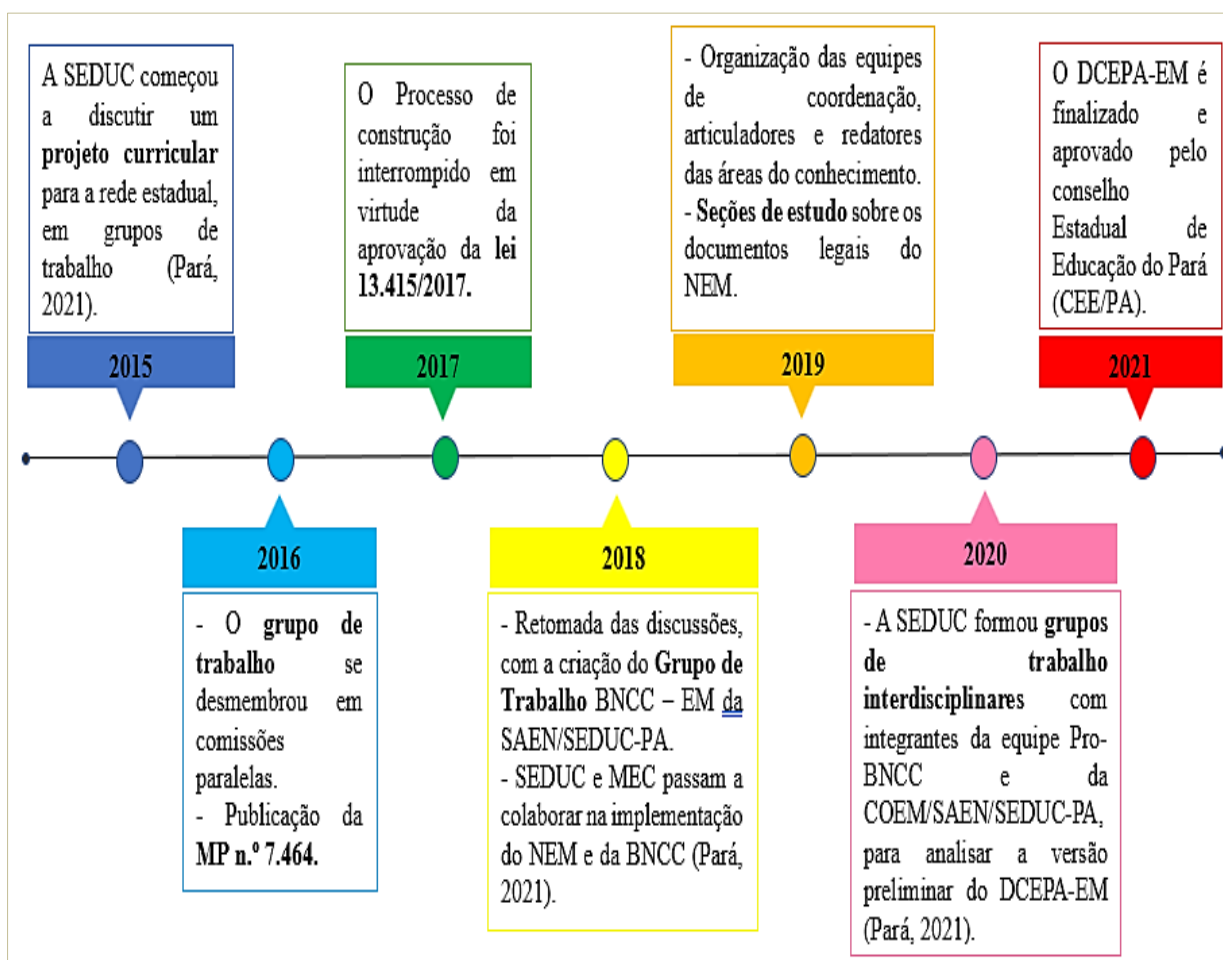 A SEDUC começou
a discutir um
projeto curricular
para a rede estadual,
em grupos de
trabalho (Pará,
2021).
2015
- O grupo de
trabalho se
desmembrou em
comissões
paralelas.
- Publicação da
MP n.º 7.464.
2016
O Processo de
construção foi
interrompido em
virtude da
aprovação da lei
13.415/2017.
2017
- Retomada das discussões,
com a criação do Grupo de
Trabalho BNCC – EM da
SAEN/SEDUC-PA.
- SEDUC e MEC passam a
colaborar na implementação
do NEM e da BNCC (Pará,
2021).
2018
- Organização das equipes
de coordenação,
articuladores e redatores
das áreas do conhecimento.
- Seções de estudo sobre os
documentos legais do
NEM.
2019
- A SEDUC formou grupos
de trabalho
interdisciplinares com
integrantes da equipe Pro-
BNCC e da
COEM/SAEN/SEDUC-PA,
para analisar a versão
preliminar do DCEPA-EM
(Pará, 2021).
2020
O DCEPA-EM é
finalizado e
aprovado pelo
conselho
Estadual de
Educação do Pará
(CEE/PA).
2021